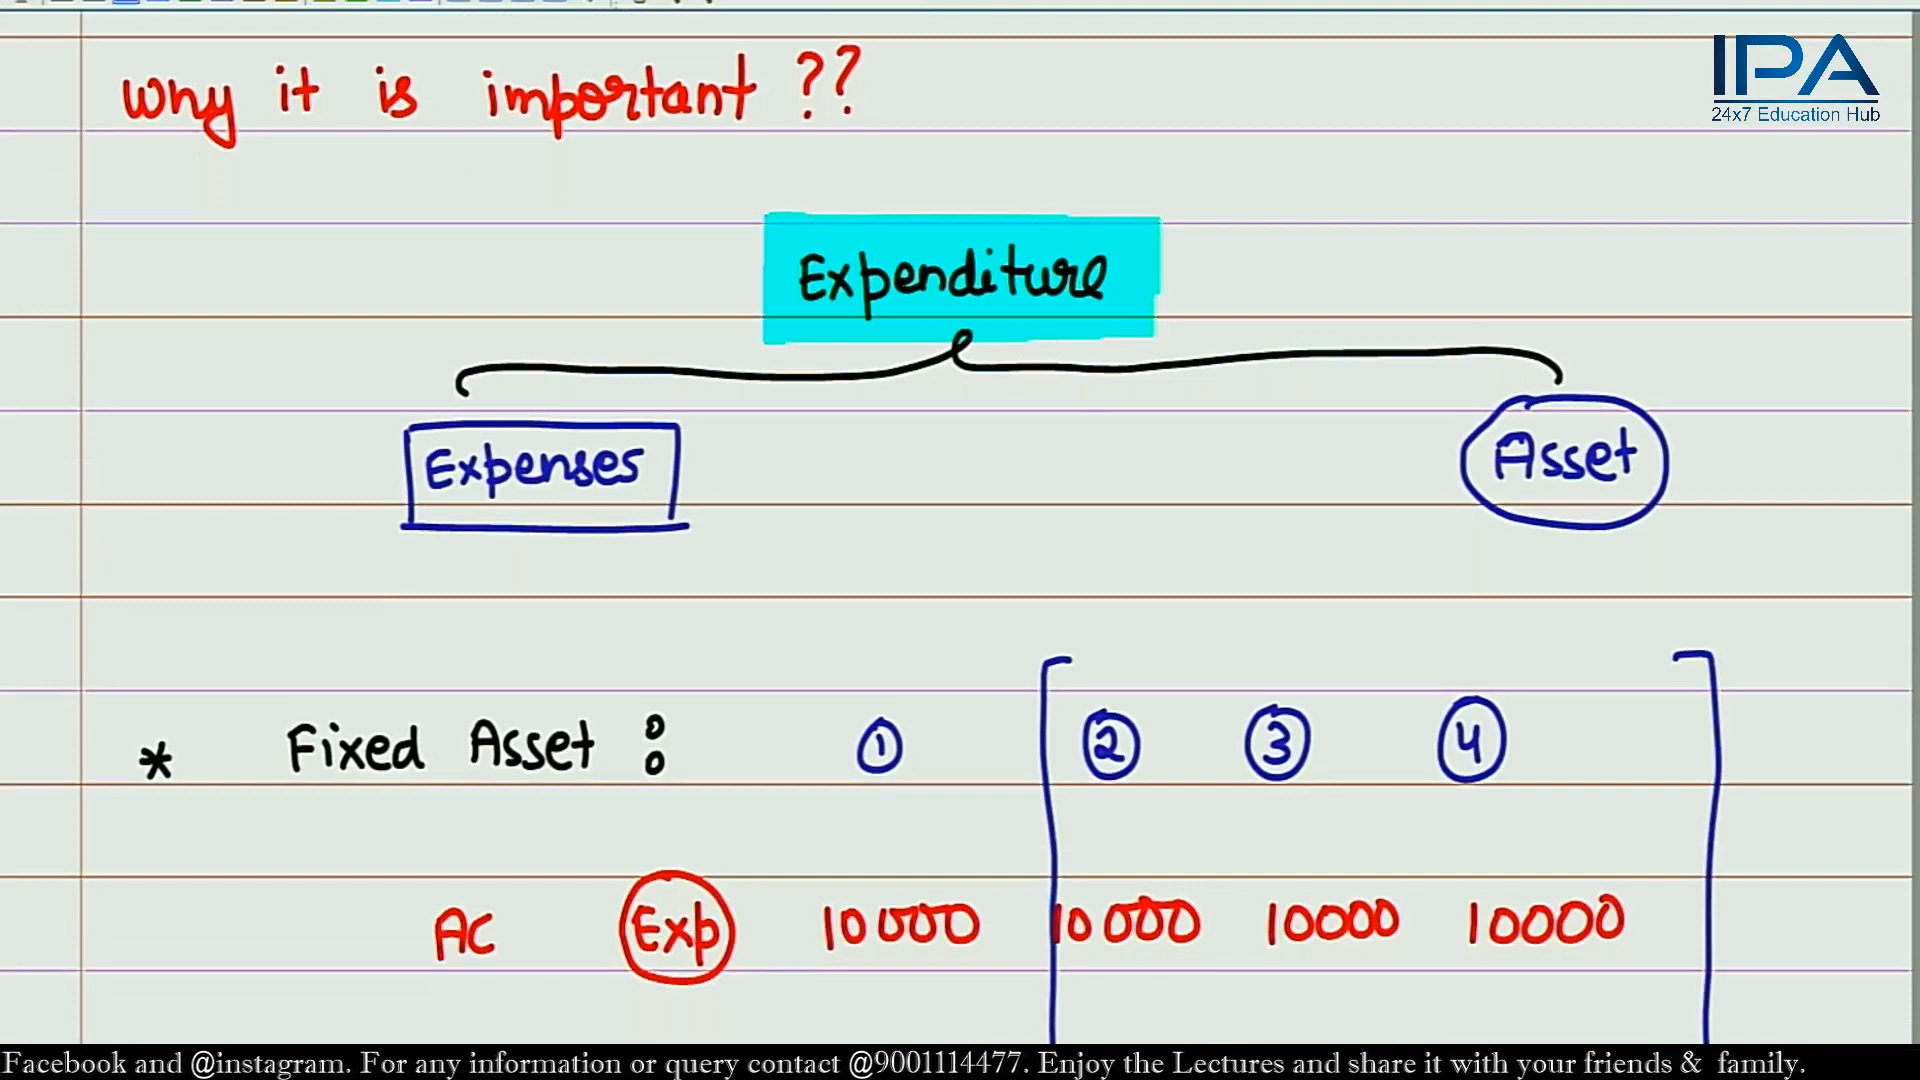 Why it is important ??
IPA
24x7 Education Hub
Expenditure
Expenses Asset
* Fixed Asset : 1 2 3 4
AC Exp 10000 10000 10000 10000
Facebook and @instagram. For any information or query contact @9001114477. Enjoy the Lectures and share it with your friends & family.